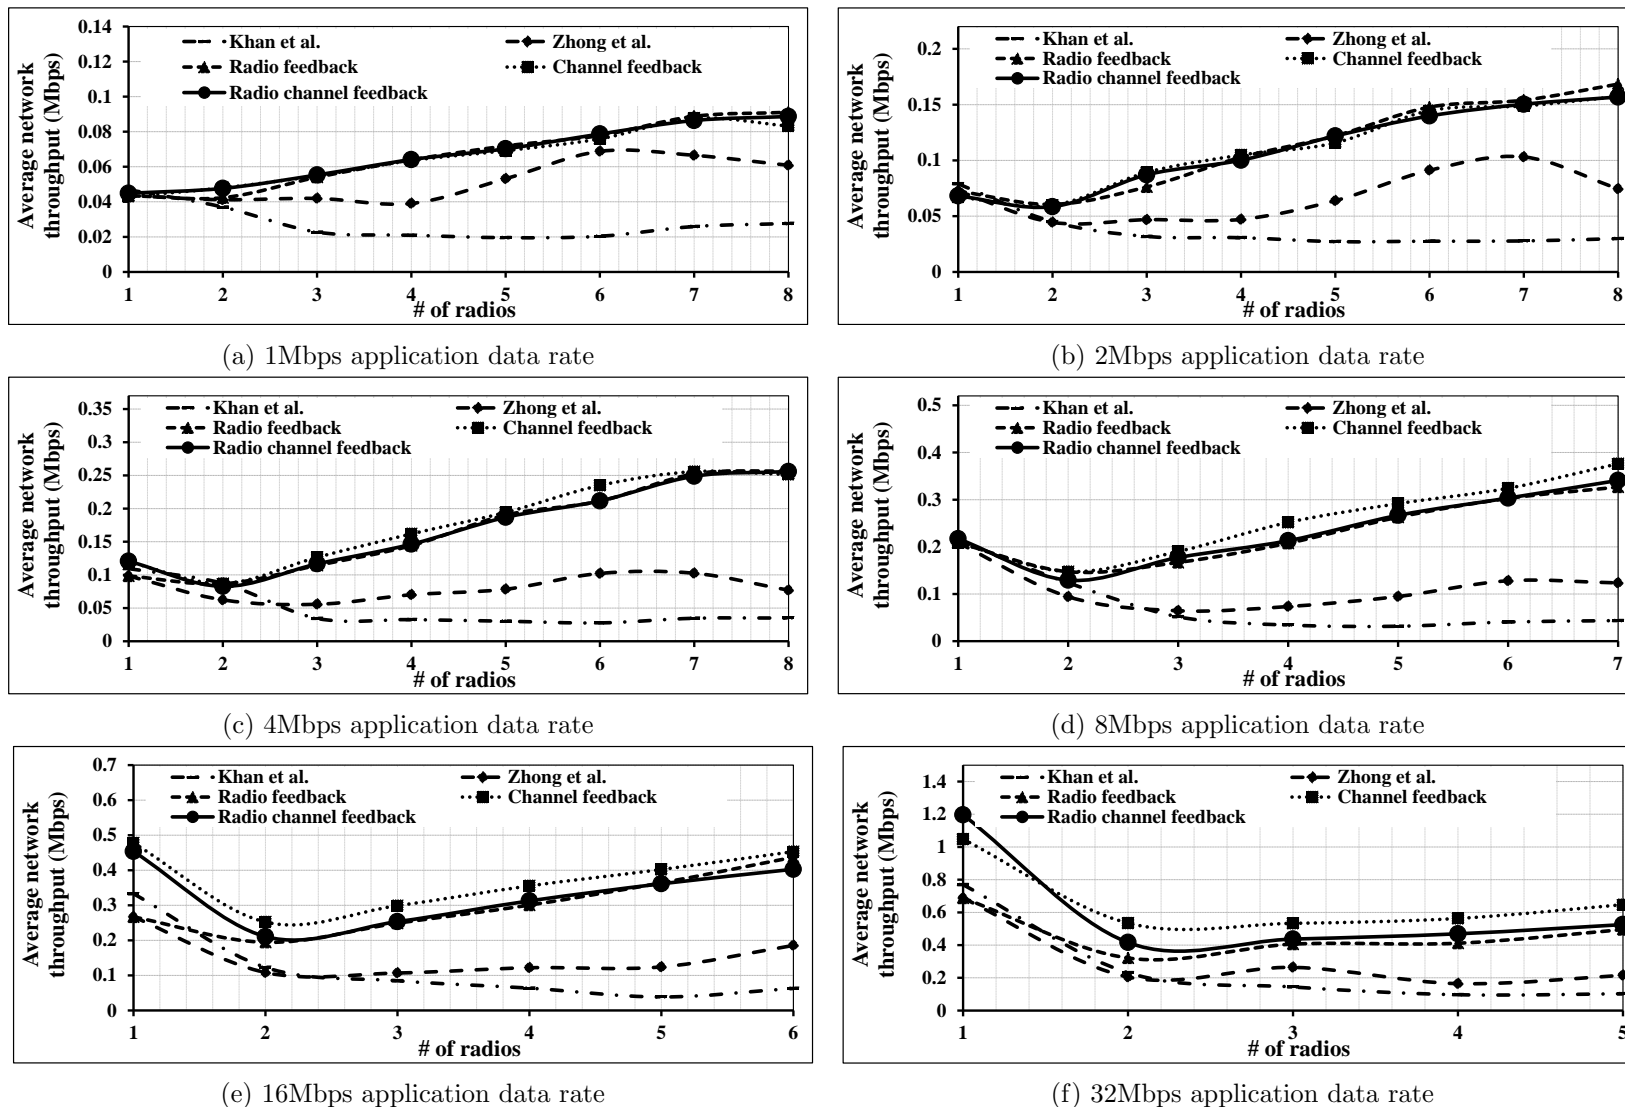 Average network throughput (Mbps)
0.14
0.12
0.1
0.08
0.06
0.04
0.02
0
Khan et al.
Zhong et al.
Radio feedback
Channel feedback
Radio channel feedback
1 2 3 4 5 6 7 8
# of radios
(a) 1Mbps application data rate
Average network throughput (Mbps)
0.2
0.15
0.1
0.05
0
Khan et al.
Zhong et al.
Radio feedback
Channel feedback
Radio channel feedback
1 2 3 4 5 6 7 8
# of radios
(b) 2Mbps application data rate
Average network throughput (Mbps)
0.35
0.3
0.25
0.2
0.15
0.1
0.05
0
Khan et al.
Zhong et al.
Radio feedback
Channel feedback
Radio channel feedback
1 2 3 4 5 6 7 8
# of radios
(c) 4Mbps application data rate
Average network throughput (Mbps)
0.5
0.4
0.3
0.2
0.1
0
Khan et al.
Zhong et al.
Radio feedback
Channel feedback
Radio channel feedback
1 2 3 4 5 6 7
# of radios
(d) 8Mbps application data rate
Average network throughput (Mbps)
0.7
0.6
0.5
0.4
0.3
0.2
0.1
0
Khan et al.
Zhong et al.
Radio feedback
Channel feedback
Radio channel feedback
1 2 3 4 5 6
# of radios
(e) 16Mbps application data rate
Average network throughput (Mbps)
1.4
1.2
1
0.8
0.6
0.4
0.2
0
Khan et al.
Zhong et al.
Radio feedback
Channel feedback
Radio channel feedback
1 2 3 4 5
# of radios
(f) 32Mbps application data rate